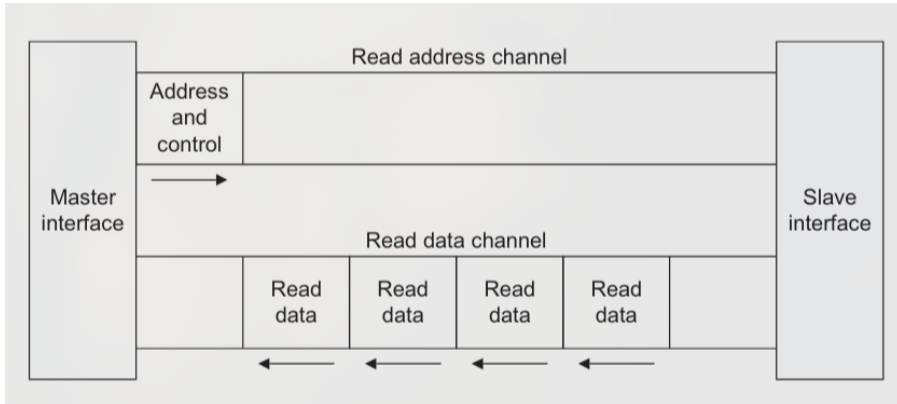 Read address channel
Address
and
control
Master
interface
Slave
interface
Read data channel
Read
data
Read
data
Read
data
Read
data